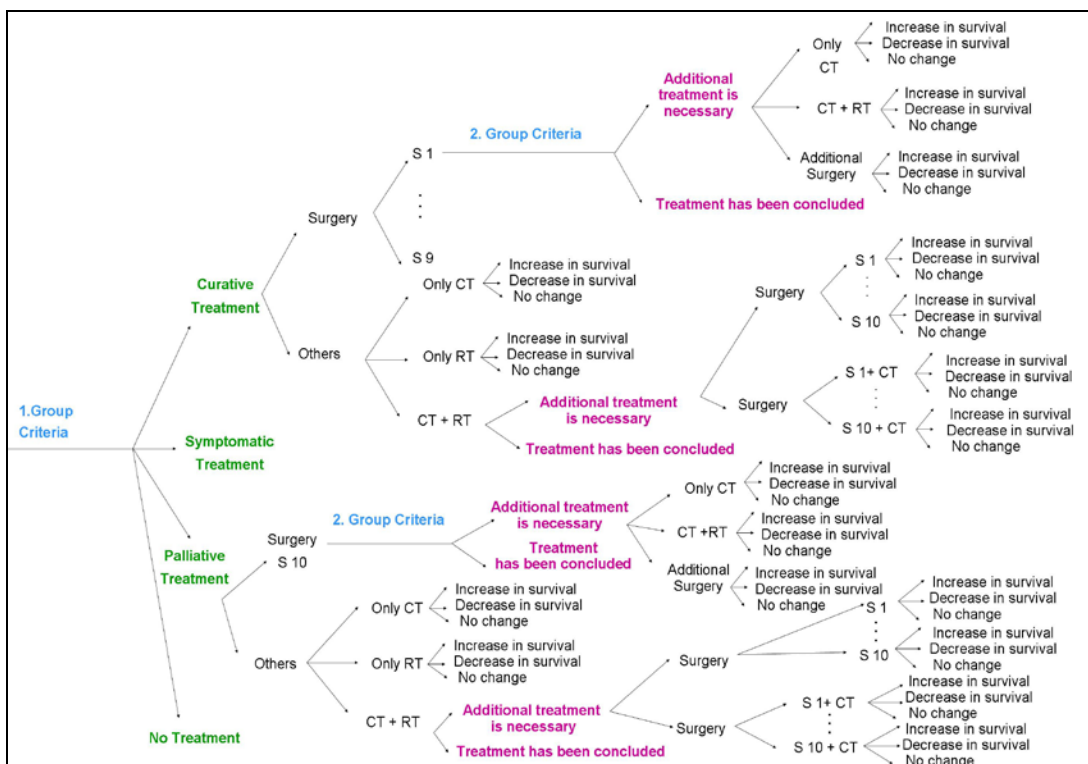 Increase in survival
Only
Decrease in survival
CT
No change
Additional
treatment is
necessary
Increase in survival
CT + RT
Decrease in survival
No change
2. Group Criteria
S 1
Increase in survival
Additional
Surgery
Decrease in survival
No change
Treatment has been concluded
Surgery
S 9
Only CT
Increase in survival
Decrease in survival
No change
Curative
Treatment
Others
Only RT
Increase in survival
Decrease in survival
No change
Surgery
S 1
Increase in survival
Decrease in survival
No change
S 10
Increase in survival
Decrease in survival
No change
CT + RT
Additional treatment
is necessary
Treatment has been concluded
Surgery
S 1+ CT
Increase in survival
Decrease in survival
No change
S 10 + CT
Increase in survival
Decrease in survival
No change
1.Group
Criteria
Symptomatic
Treatment
Palliative
Treatment
Surgery
S 10
2. Group Criteria
Additional treatment
is necessary
Treatment
has been concluded
Only CT
Increase in survival
Decrease in survival
No change
CT +RT
Increase in survival
Decrease in survival
No change
Additional
Surgery
Increase in survival
Decrease in survival
No change
Others
Only CT
Increase in survival
Decrease in survival
No change
Only RT
Increase in survival
Decrease in survival
No change
CT + RT
Additional treatment
is necessary
Treatment has been concluded
Surgery
S 1
Increase in survival
Decrease in survival
No change
S 10
Increase in survival
Decrease in survival
No change
Surgery
S 1+ CT
Increase in survival
Decrease in survival
No change
S 10 + CT
Increase in survival
Decrease in survival
No change
No Treatment